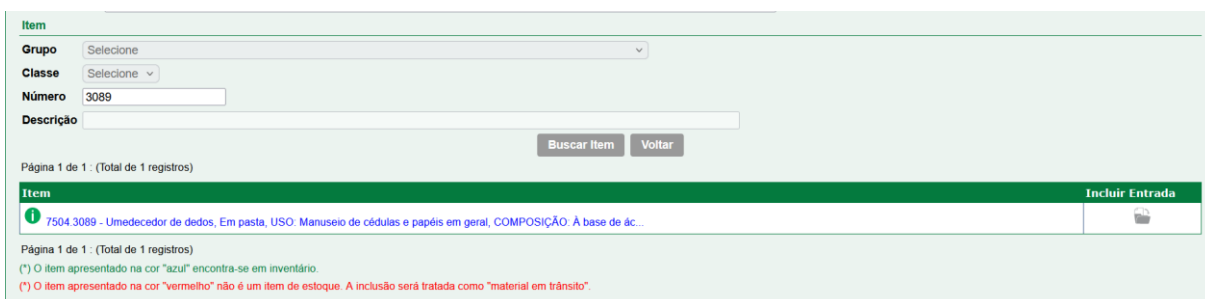 Item
Grupo Selecione
Classe Selecione
Número 3089
Descrição
Buscar Item Voltar
Página 1 de 1 : (Total de 1 registros)
Item Incluir Entrada
7504.3089 - Umedecedor de dedos, Em pasta, USO: Manuseio de cédulas e papéis em geral, COMPOSIÇÃO: À base de ác...
Página 1 de 1 : (Total de 1 registros)
(*) O item apresentado na cor "azul" encontra-se em inventário.
(*) O item apresentado na cor "vermelho" não é um item de estoque. A inclusão será tratada como "material em trânsito".